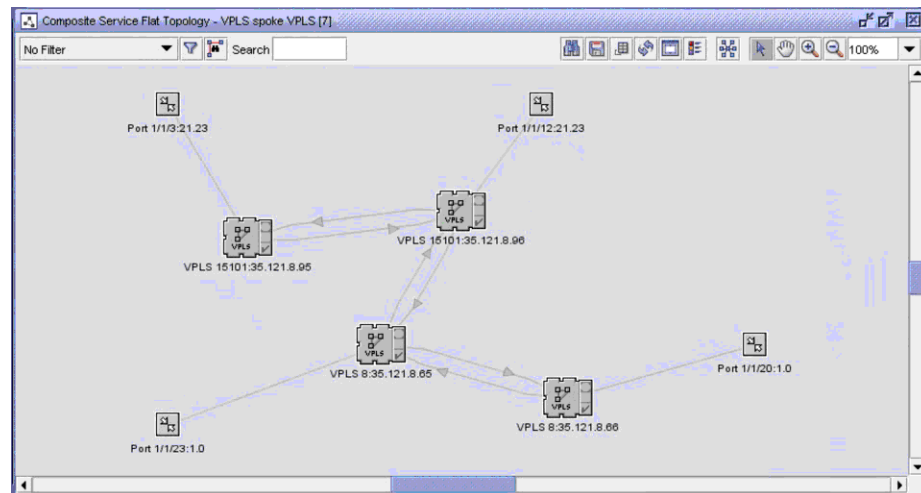 Composite Service Flat Topology - VPLS spoke VPLS [7]
No Filter
Search
100%
Port 1/1/3:21.23
Port 1/1/12:21.23
VPLS
VPLS
VPLS 15101:35.121.8.96
VPLS 15101:35.121.8.95
VPLS
VPLS 8:35.121.8.65
Port 1/1/20:1.0
VPLS
VPLS 8:35.121.8.66
Port 1/1/23:1.0